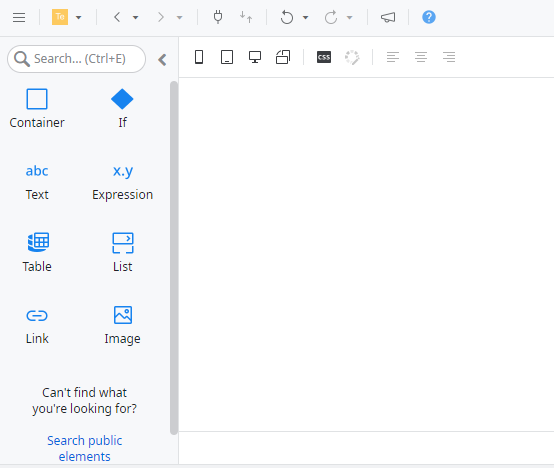 Te
Search... (Ctrl+E)
css
Container
If
abc
x.y
Text
Expression
Table
List
Link
Image
Can't find what
you're looking for?
Search public
elements